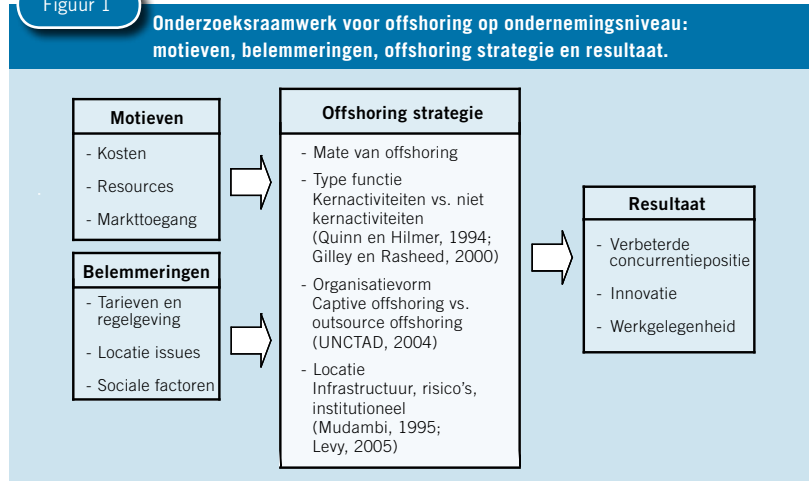 Figuur 1
Onderzoeksraamwerk voor offshoring op ondernemingsniveau:
motieven, belemmeringen, offshoring strategie en resultaat.
Motieven
- Kosten
- Resources
- Markttoegang
Belemmeringen
- Tarieven en
regelgeving
- Locatie issues
- Sociale factoren
Offshoring strategie
- Mate van offshoring
- Type functie
Kernactiviteiten vs. niet
kernactiviteiten
(Quinn en Hilmer, 1994;
Gilley en Rasheed, 2000)
- Organisatievorm
Captive offshoring vs.
outsource offshoring
(UNCTAD, 2004)
- Locatie
Infrastructuur, risico's,
institutioneel
(Mudambi, 1995;
Levy, 2005)
Resultaat
- Verbeterde
concurrentiepositie
- Innovatie
- Werkgelegenheid